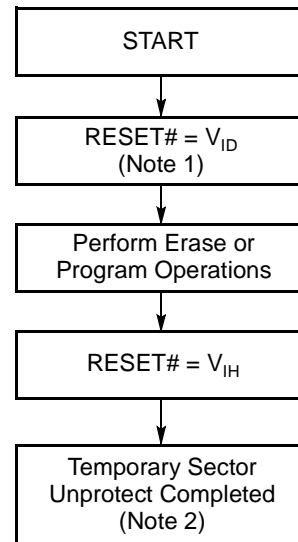 START
RESET# = V_ID
(Note 1)
Perform Erase or
Program Operations
RESET# = V_IH
Temporary Sector
Unprotect Completed
(Note 2)